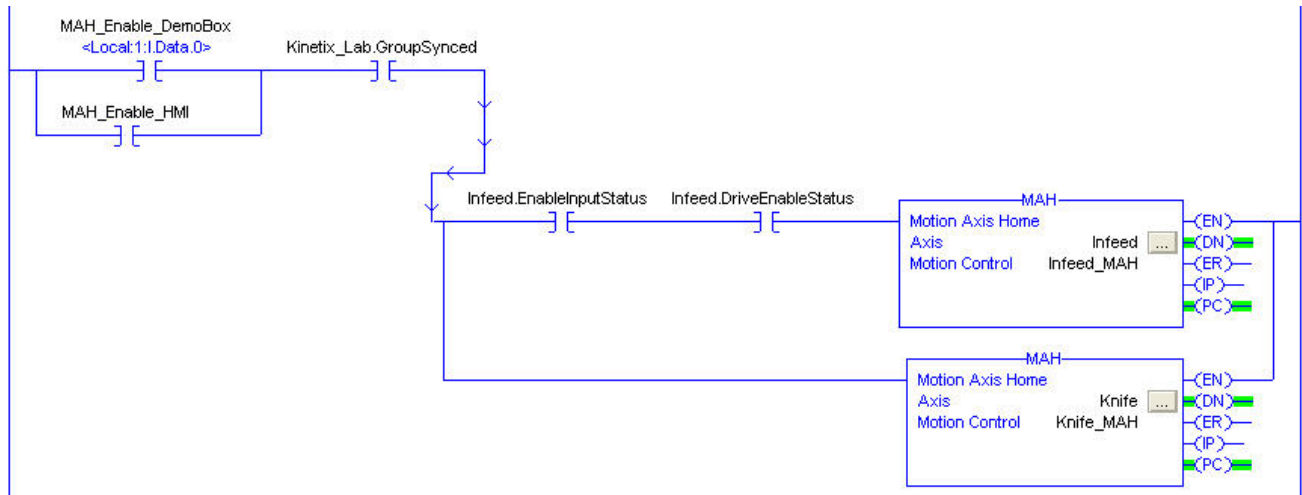 MAH_Enable_DemoBox
<Local:1:I.Data.0>
Kinetix_Lab.GroupSynced
MAH_Enable_HMI
Infeed.EnableInputStatus
Infeed.DriveEnableStatus
MAH
Motion Axis Home
Axis Infeed ...
Motion Control Infeed_MAH
EN
DN
ER
IP
PC
MAH
Motion Axis Home
Axis Knife ...
Motion Control Knife_MAH
EN
DN
ER
IP
PC